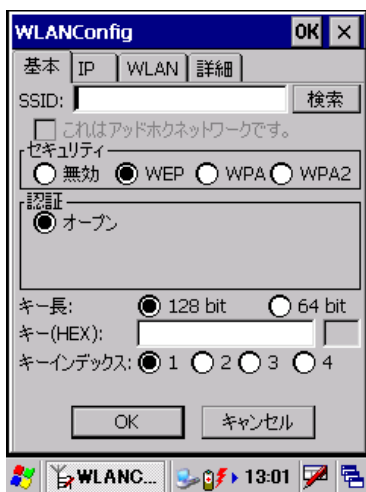 WLANConfig OK ×
基本 IP WLAN 詳細
SSID: 検索
これはアッドホクネットワークです。
セキュリティ
無効 WEP WPA WPA2
認証
オープン
キー長: 128 bit 64 bit
キー(HEX):
キーインデックス: 1 2 3 4
OK キャンセル
WLANC... 13:01